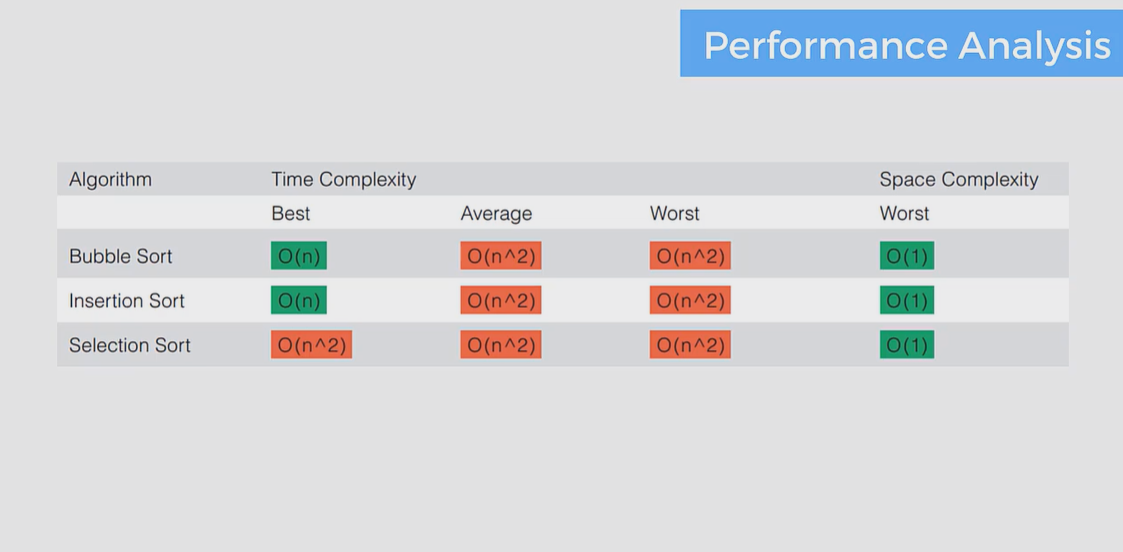 Performance Analysis
Algorithm Time Complexity Space Complexity
Best Average Worst Worst
Bubble Sort O(n) O(n^2) O(n^2) O(1)
Insertion Sort O(n) O(n^2) O(n^2) O(1)
Selection Sort O(n^2) O(n^2) O(n^2) O(1)